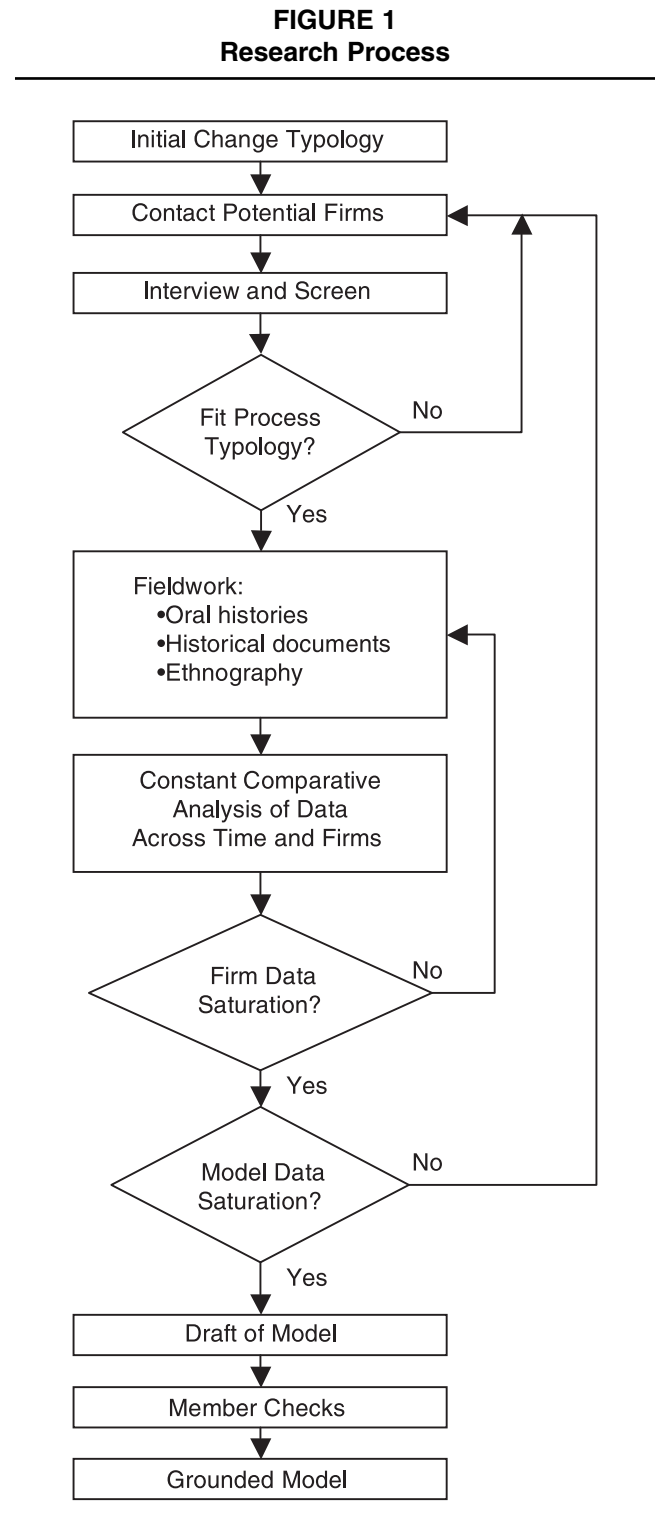 FIGURE 1
Research Process
Initial Change Typology
Contact Potential Firms
Interview and Screen
Fit Process
Typology?
No
Yes
Fieldwork:
•Oral histories
•Historical documents
•Ethnography
Constant Comparative
Analysis of Data
Across Time and Firms
Firm Data
Saturation?
No
Yes
Model Data
Saturation?
No
Yes
Draft of Model
Member Checks
Grounded Model